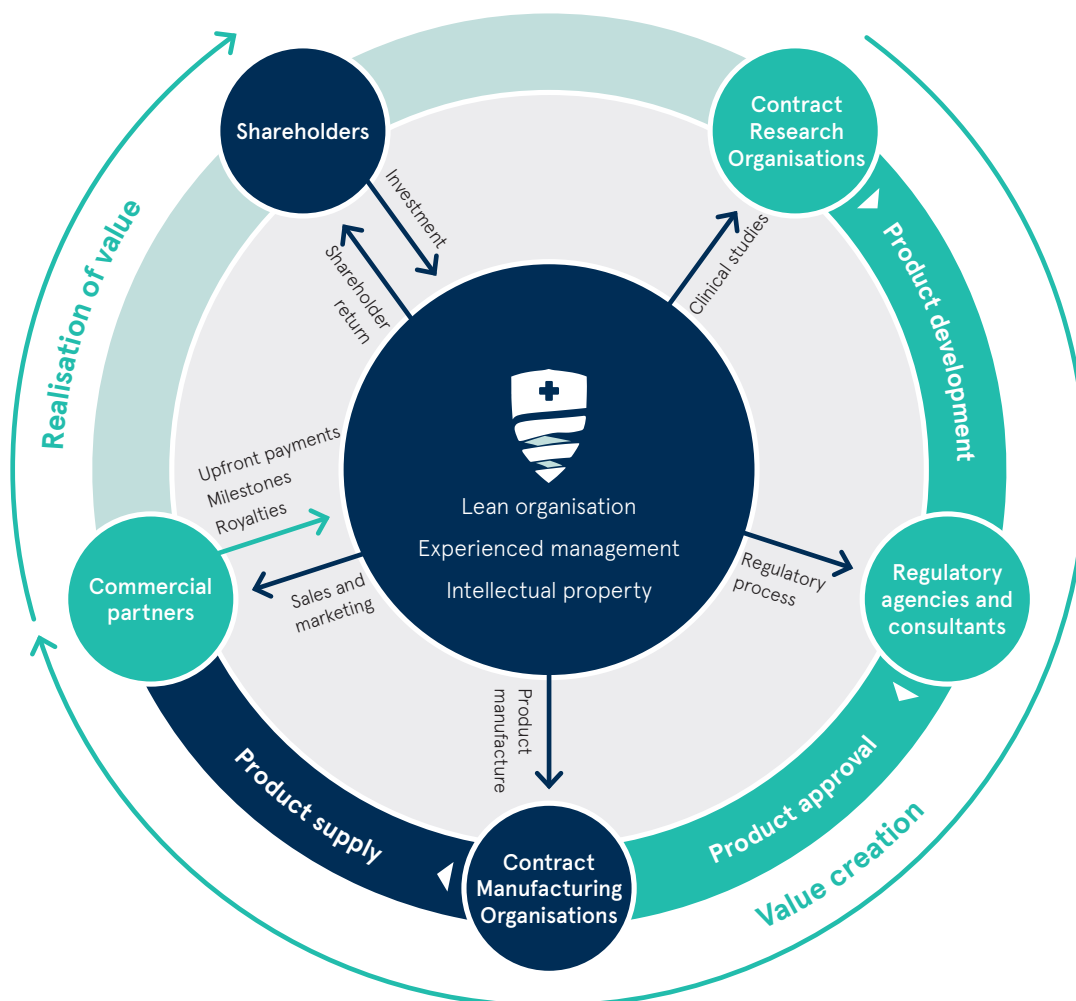 Shareholders
Contract
Research
Organisations
Realisation of value
Investment
Shareholder
return
Clinical studies
Product development
Upfront payments
Milestones
Royalties
Lean organisation
Experienced management
Intellectual property
Commercial
partners
Sales and
marketing
Regulatory
process
Regulatory
agencies and
consultants
Product
manufacture
Product supply
Product approval
Value creation
Contract
Manufacturing
Organisations